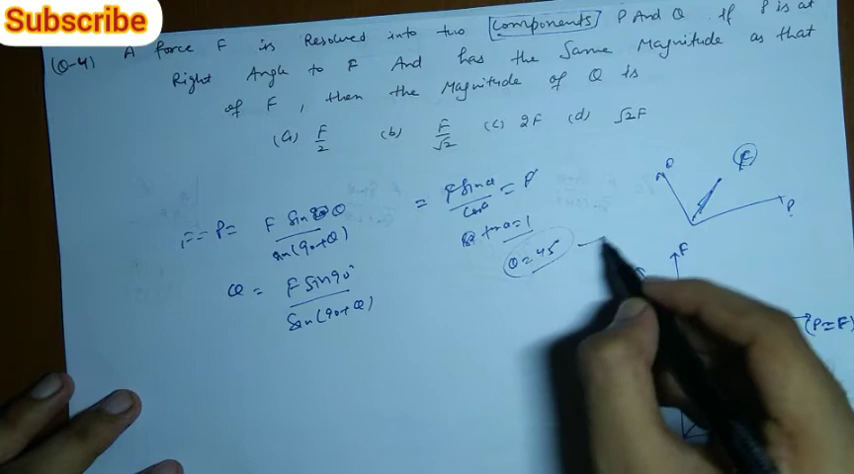 Subscribe
(Q-4) A force F is Resolved into two components P And Q. If P is at
Right Angle to F And has the Same Magnitude as that
of F, then the Magnitude of Q is
(a) F/2 (b) F/√2 (c) 2F (d) √2F
P = F Sin θ / sin(90+θ) = F Sin θ / cos θ = P
tan θ = 1
θ = 45
Q = F Sin 90° / Sin(90+θ)
Q
F
P
F
(P=F)